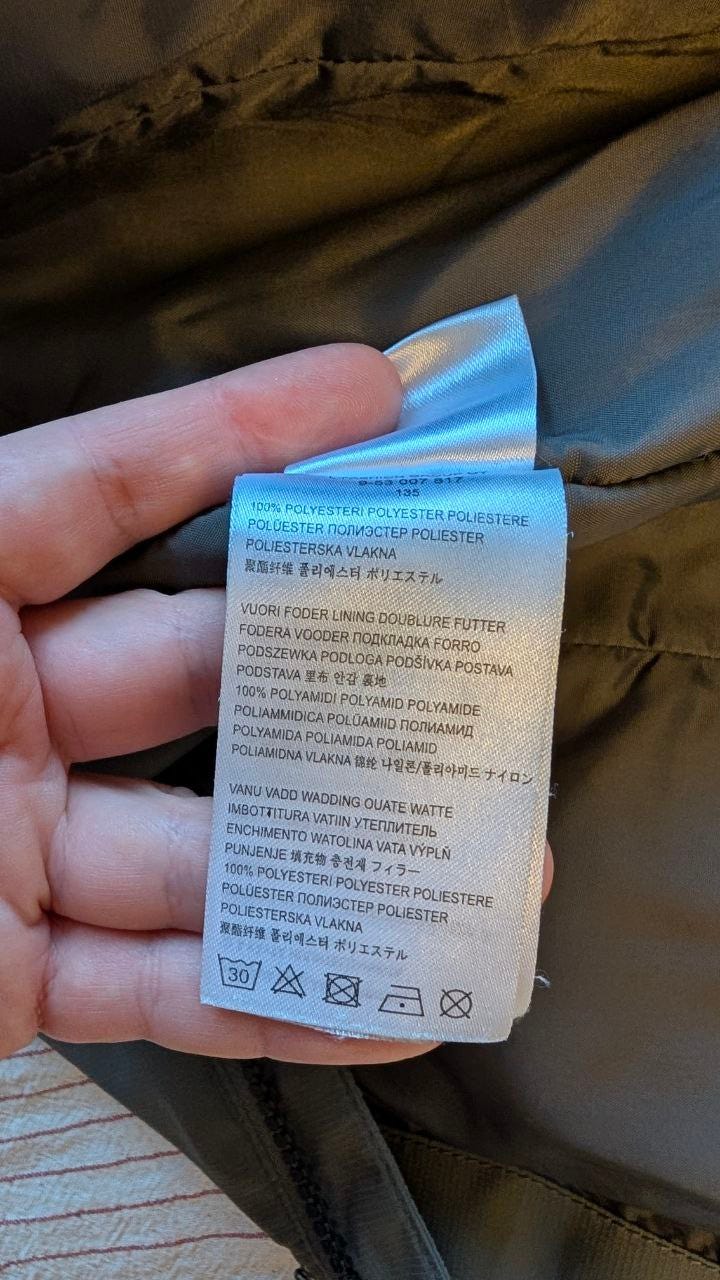 9-53 007 817
135
100% POLYESTERI POLYESTER POLIESTERE
POLÜESTER ПОЛИЭСТЕР POLIESTER
POLIESTERSKA VLAKNA
聚酯纤维 폴리에스터 ポリエステル
VUORI FODER LINING DOUBLURE FUTTER
FODERA VOODER ПОДКЛАДКА FORRO
PODSZEWKA PODLOGA PODŠÍVKA POSTAVA
PODSTAVA 里布 안감 裏地
100% POLYAMIDI POLYAMID POLYAMIDE
POLIAMMIDICA POLÜAMIID ПОЛИАМИД
POLYAMIDA POLIAMIDA POLIAMID
POLIAMIDNA VLAKNA 锦纶 나일론/폴리아미드 ナイロン
VANU VADD WADDING OUATE WATTE
IMBOTTITURA VATIIN УТЕПЛИТЕЛЬ
ENCHIMENTO WATOLINA VATA VÝPLŇ
PUNJENJE 填充物 충전재 フィラー
100% POLYESTERI POLYESTER POLIESTERE
POLÜESTER ПОЛИЭСТЕР POLIESTER
POLIESTERSKA VLAKNA
聚酯纤维 폴리에스터 ポリエステル
30